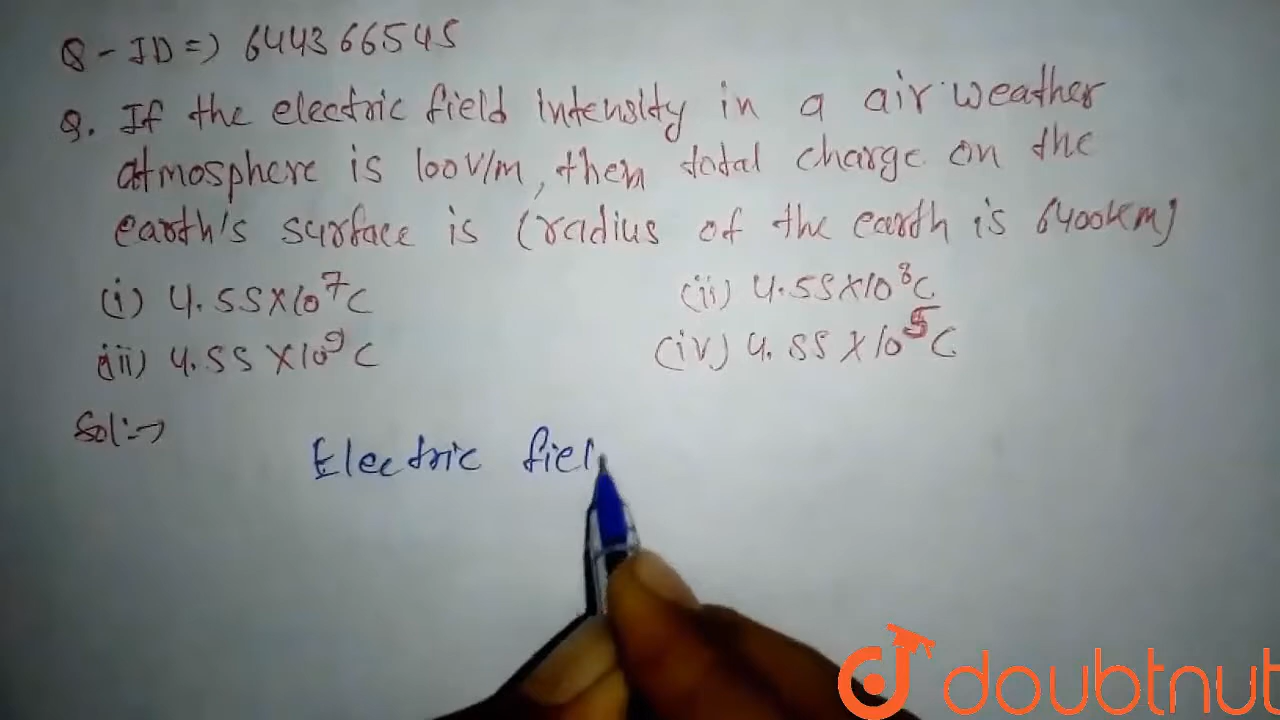 Q - ID => 644366545
Q. If the electric field intensity in a air weather
atmosphere is 100V/m, then total charge on the
earth's surface is (radius of the earth is 6400km)
(i) 4.55×10⁷C (ii) 4.55×10⁸C
(iii) 4.55×10⁹C (iv) 4.55×10⁵C
Sol:→
Electric fiel
doubtnut